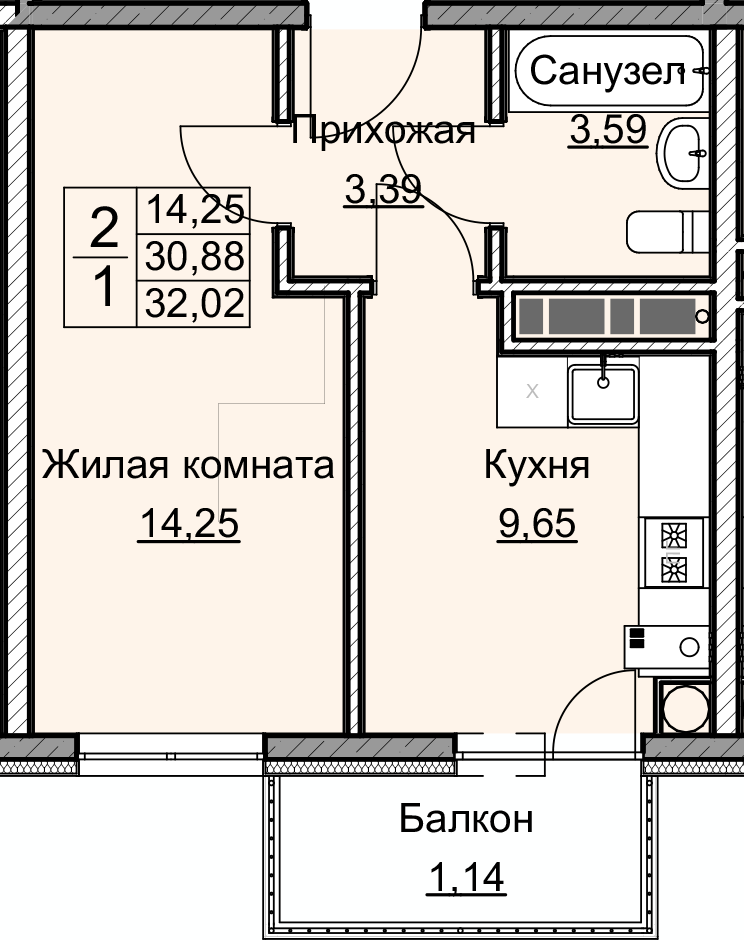 Санузел
3,59
Прихожая
3,39
2
1
14,25
30,88
32,02
X
Жилая комната
14,25
Кухня
9,65
Балкон
1,14